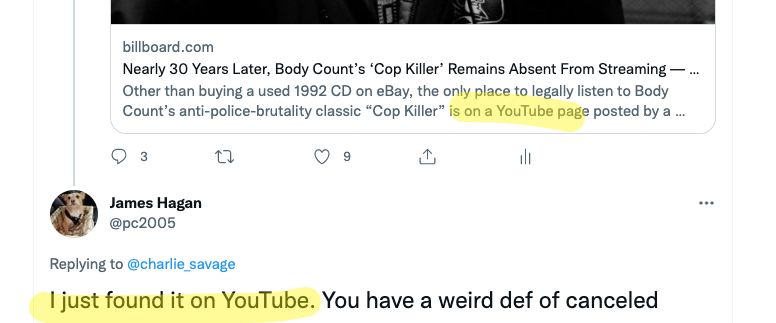 billboard.com
Nearly 30 Years Later, Body Count's 'Cop Killer' Remains Absent From Streaming — ...
Other than buying a used 1992 CD on eBay, the only place to legally listen to Body
Count's anti-police-brutality classic “Cop Killer” is on a YouTube page posted by a ...
3
9
James Hagan
@pc2005
Replying to @charlie_savage
I just found it on YouTube. You have a weird def of canceled